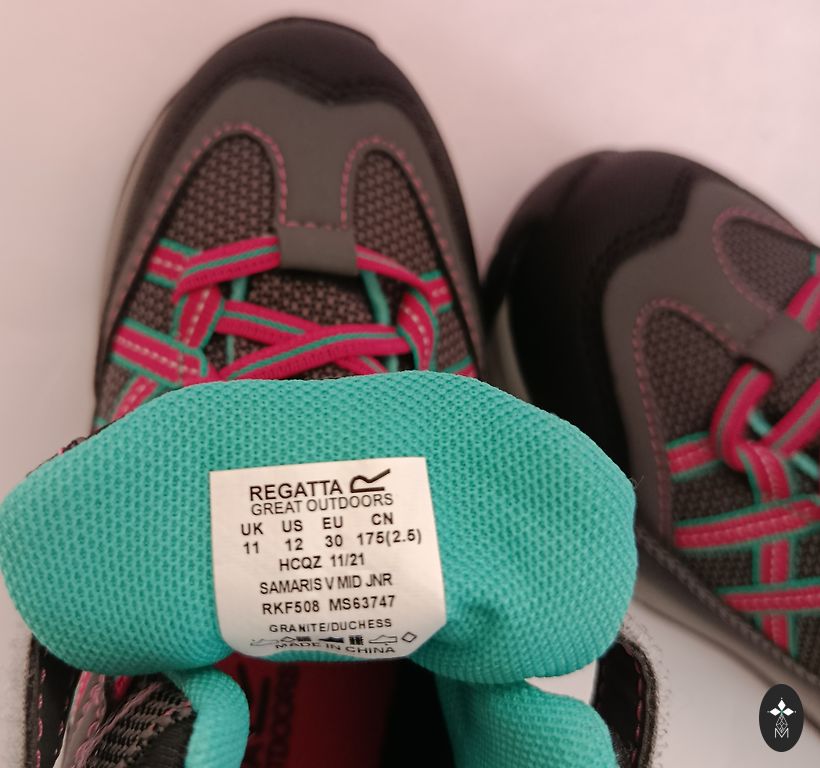 REGATTA
GREAT OUTDOORS
UK US EU CN
11 12 30 175(2.5)
HCQZ 11/21
SAMARIS V MID JNR
RKF508 MS63747
GRANITE/DUCHESS
MADE IN CHINA
M